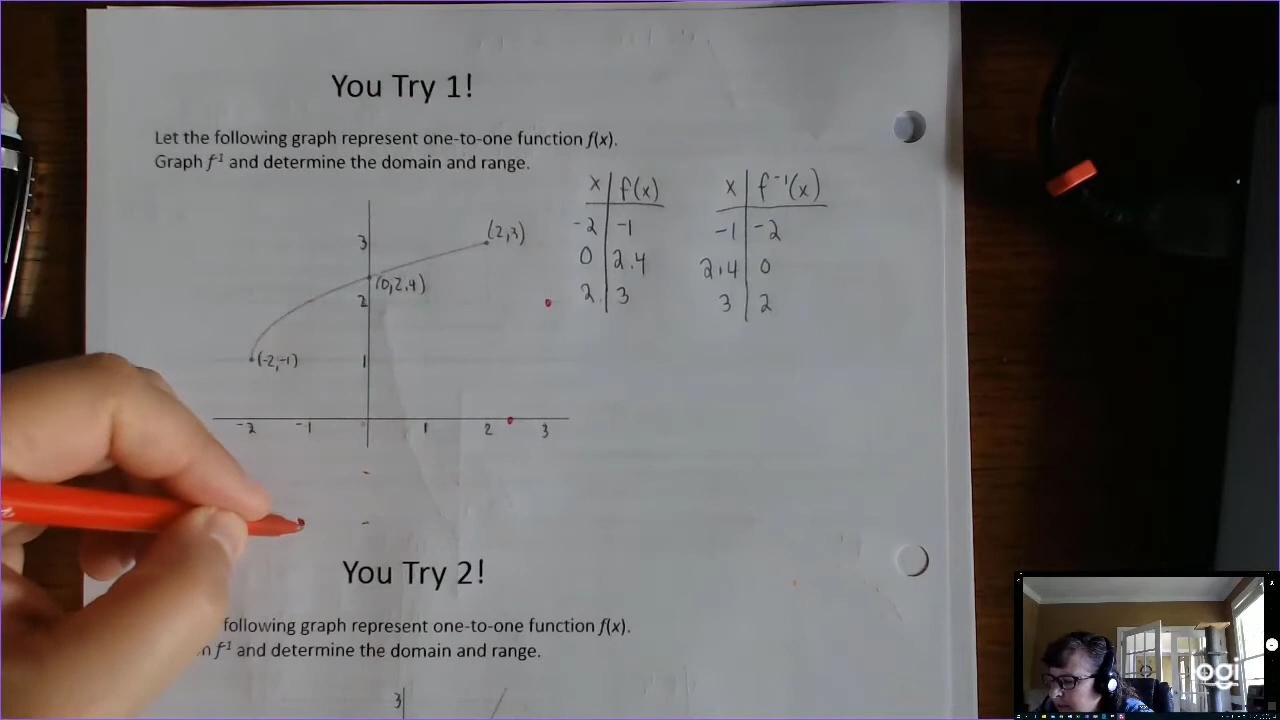 You Try 1!
Let the following graph represent one-to-one function f(x).
Graph f⁻¹ and determine the domain and range.
x f(x)
-2 -1
0 2.4
2 3
x f⁻¹(x)
-1 -2
2.4 0
3 2
3 (2,3)
(0,2.4)
2
(-2,-1) 1
-2 -1 1 2 3
You Try 2!
following graph represent one-to-one function f(x).
f⁻¹ and determine the domain and range.
3
ogi